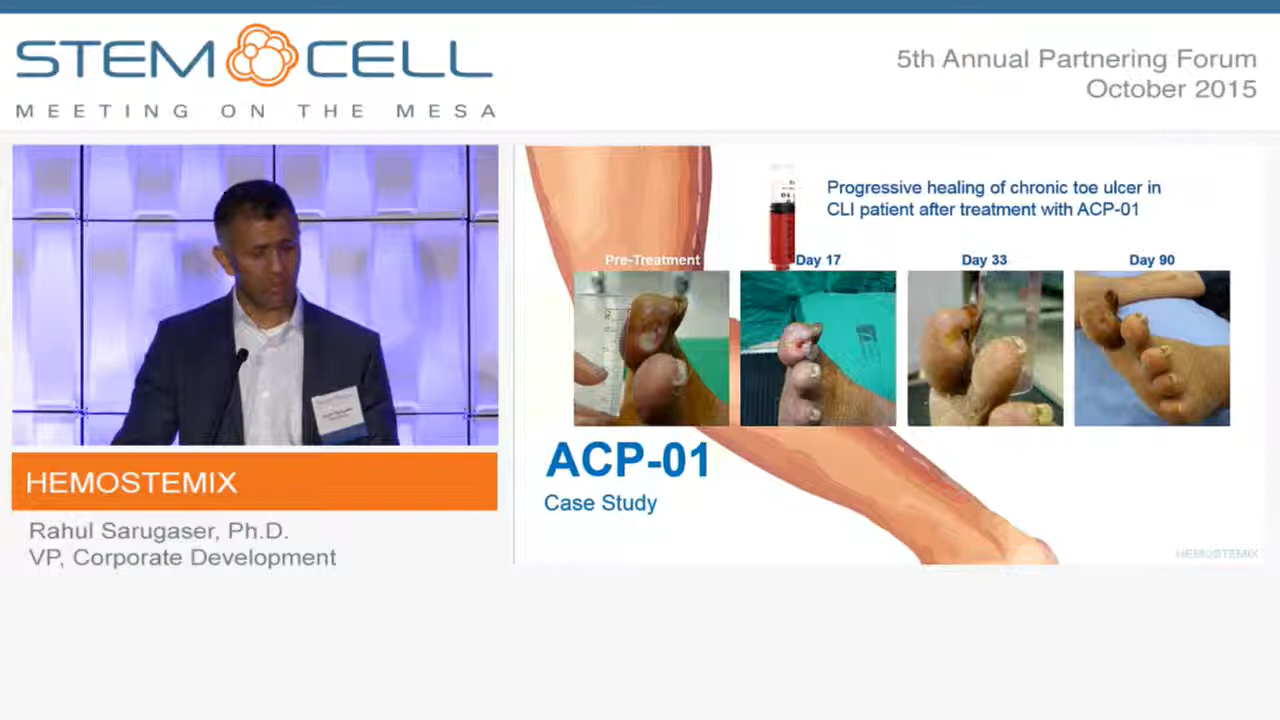 STEM CELL
MEETING ON THE MESA
5th Annual Partnering Forum
October 2015
Progressive healing of chronic toe ulcer in
CLI patient after treatment with ACP-01
Pre-Treatment
Day 17
Day 33
Day 90
ACP-01
Case Study
HEMOSTEMIX
HEMOSTEMIX
Rahul Sarugaser, Ph.D.
VP, Corporate Development